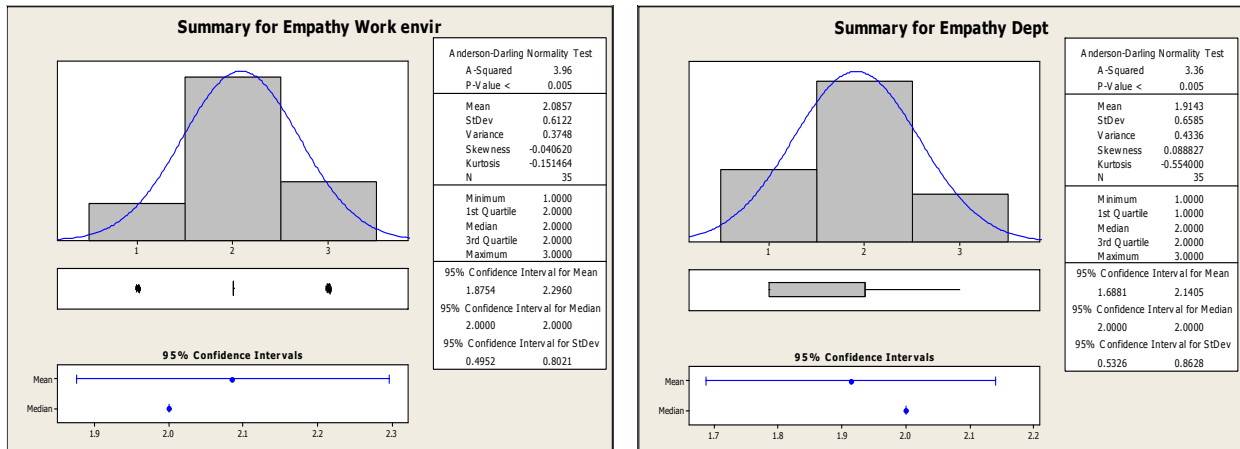 Summary for Empathy Work envir
Anderson-Darling Normality Test
A-Squared 3.96
P-Value < 0.005
Mean 2.0857
StDev 0.6122
Variance 0.3748
Skewness -0.040620
Kurtosis -0.151464
N 35
Minimum 1.0000
1st Quartile 2.0000
Median 2.0000
3rd Quartile 2.0000
Maximum 3.0000
95% Confidence Interval for Mean
1.8754 2.2960
95% Confidence Interval for Median
2.0000 2.0000
95% Confidence Interval for StDev
0.4952 0.8021
1 2 3
95% Confidence Intervals
Mean
Median
1.9 2.0 2.1 2.2 2.3
Summary for Empathy Dept
Anderson-Darling Normality Test
A-Squared 3.36
P-Value < 0.005
Mean 1.9143
StDev 0.6585
Variance 0.4336
Skewness 0.088827
Kurtosis -0.554000
N 35
Minimum 1.0000
1st Quartile 1.0000
Median 2.0000
3rd Quartile 2.0000
Maximum 3.0000
95% Confidence Interval for Mean
1.6881 2.1405
95% Confidence Interval for Median
2.0000 2.0000
95% Confidence Interval for StDev
0.5326 0.8628
1 2 3
95% Confidence Intervals
Mean
Median
1.7 1.8 1.9 2.0 2.1 2.2